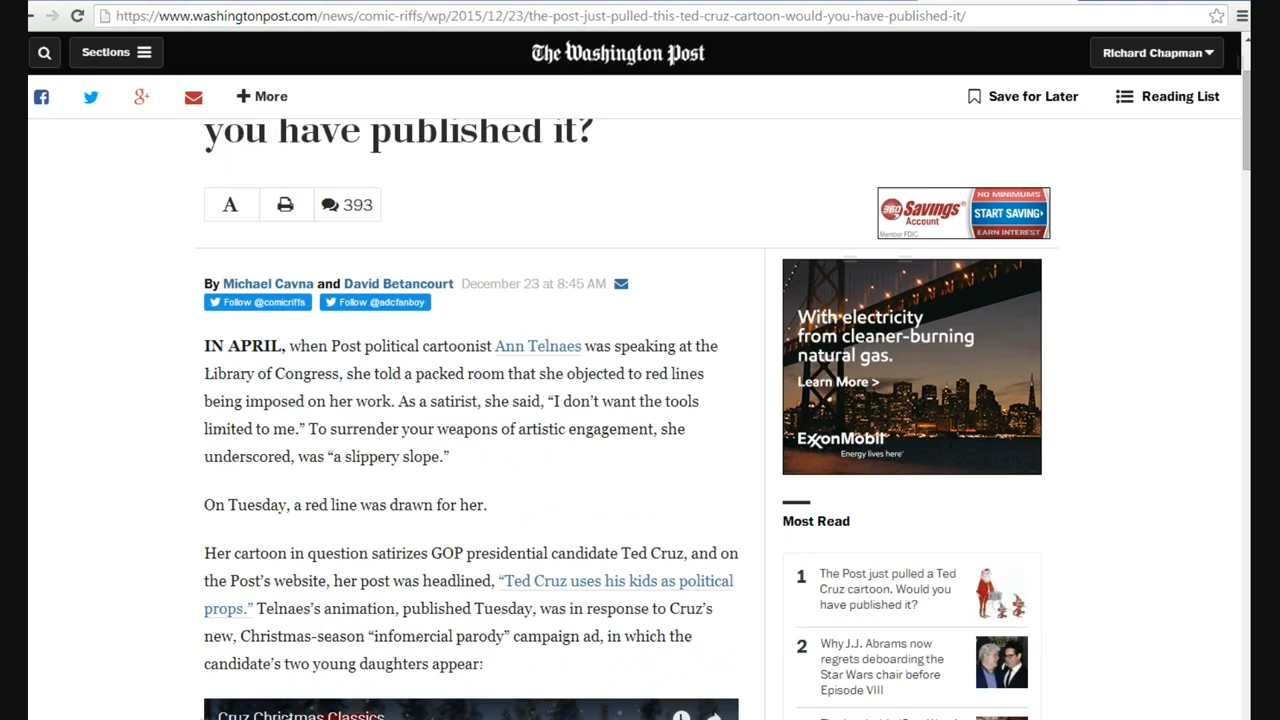 https://www.washingtonpost.com/news/comic-riffs/wp/2015/12/23/the-post-just-pulled-this-ted-cruz-cartoon-would-you-have-published-it/
Sections
The Washington Post
Richard Chapman
More
Save for Later
Reading List
you have published it?
A
393
360 Savings
Account
Member FDIC
NO MINIMUMS
START SAVING
EARN INTEREST
By Michael Cavna and David Betancourt December 23 at 8:45 AM
Follow @comicriffs
Follow @adcfanboy
IN APRIL, when Post political cartoonist Ann Telnaes was speaking at the
Library of Congress, she told a packed room that she objected to red lines
being imposed on her work. As a satirist, she said, “I don’t want the tools
limited to me.” To surrender your weapons of artistic engagement, she
underscored, was “a slippery slope.”
On Tuesday, a red line was drawn for her.
Her cartoon in question satirizes GOP presidential candidate Ted Cruz, and on
the Post’s website, her post was headlined, “Ted Cruz uses his kids as political
props.” Telnaes’s animation, published Tuesday, was in response to Cruz’s
new, Christmas-season “infomercial parody” campaign ad, in which the
candidate’s two young daughters appear:
Cruz Christmas Classics
With electricity
from cleaner-burning
natural gas.
Learn More >
ExxonMobil
Energy lives here
Most Read
1
The Post just pulled a Ted
Cruz cartoon. Would you
have published it?
2
Why J.J. Abrams now
regrets deboarding the
Star Wars chair before
Episode VIII